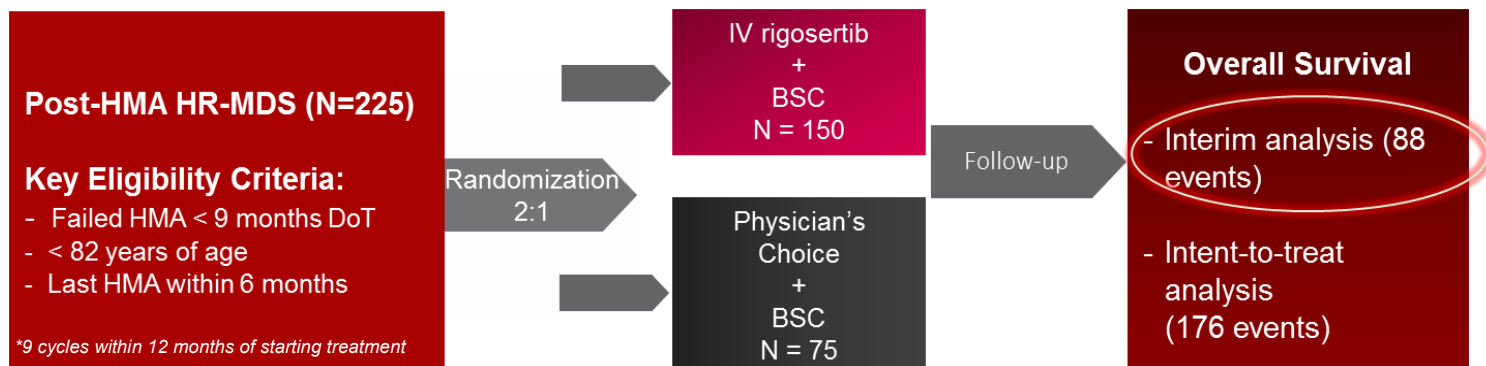 Post-HMA HR-MDS (N=225)
Key Eligibility Criteria:
- Failed HMA < 9 months DoT
- < 82 years of age
- Last HMA within 6 months
*9 cycles within 12 months of starting treatment
Randomization
2:1
IV rigosertib
+
BSC
N = 150
Physician’s
Choice
+
BSC
N = 75
Follow-up
Overall Survival
- Interim analysis (88
events)
- Intent-to-treat
analysis
(176 events)